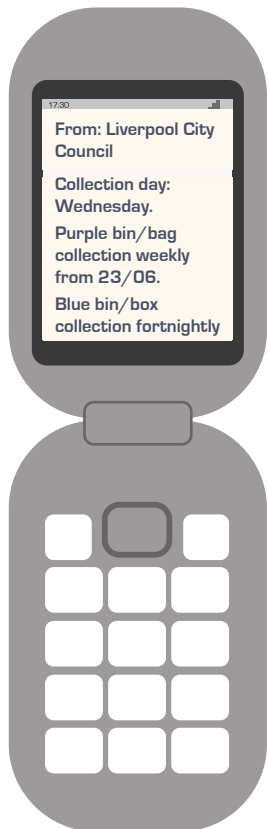 17:30
From: Liverpool City
Council
Collection day:
Wednesday.
Purple bin/bag
collection weekly
from 23/06.
Blue bin/box
collection fortnightly